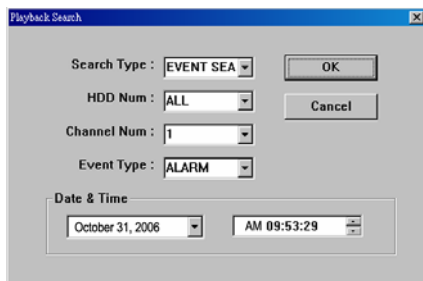 Playback Search
Search Type : EVENT SEA
OK
HDD Num : ALL
Cancel
Channel Num : 1
Event Type : ALARM
Date & Time
October 31, 2006 AM 09:53:29